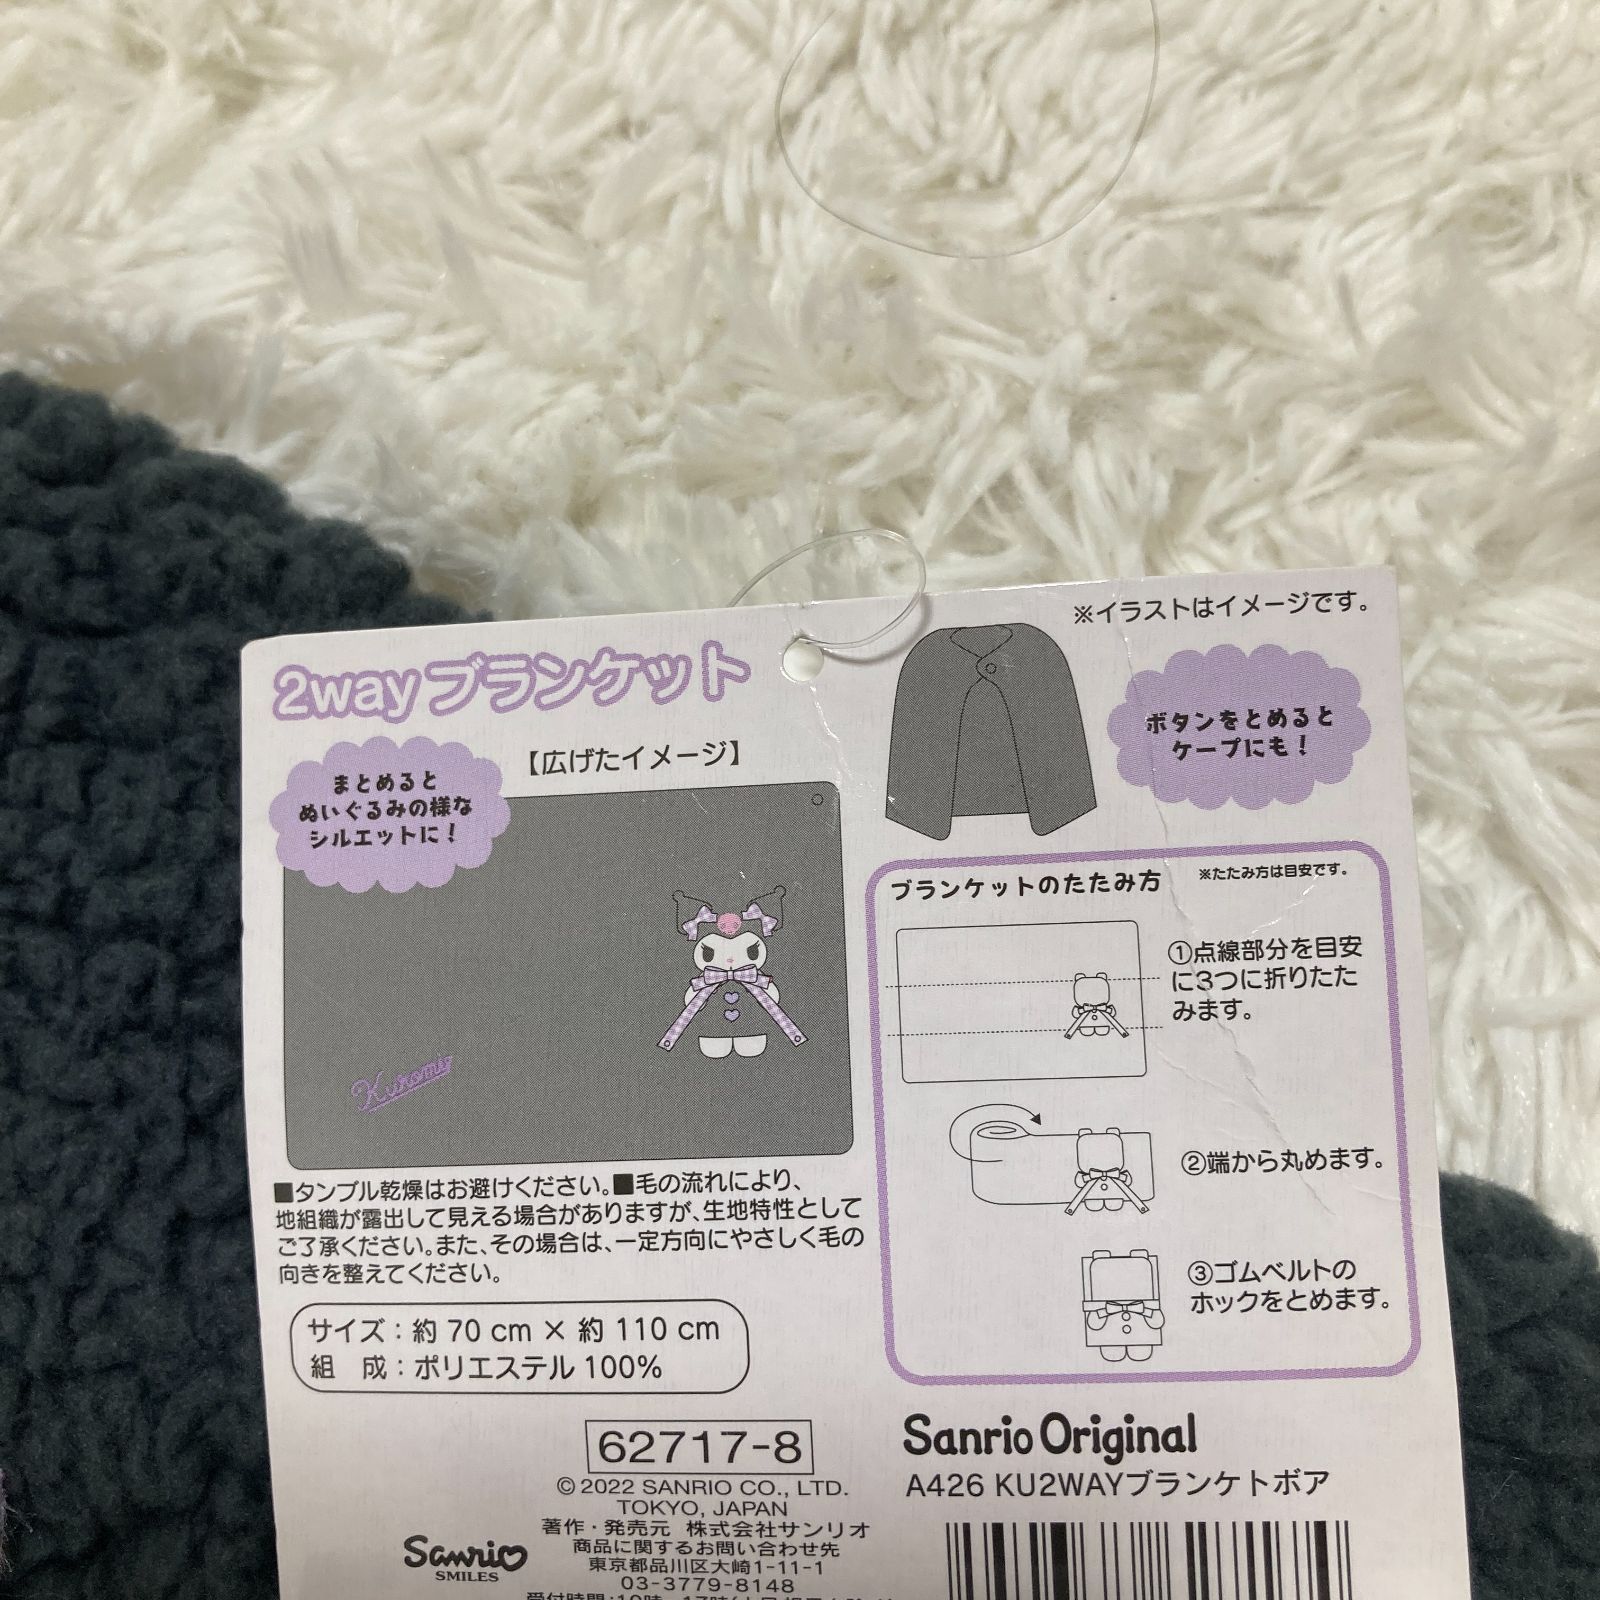 ※イラストはイメージです。
2wayブランケット
ボタンをとめると
ケープにも！
まとめると
ぬいぐるみの様な
シルエットに！
【広げたイメージ】
Kuromi
ブランケットのたたみ方
※たたみ方は目安です。
①点線部分を目安
に3つに折りたた
みます。
②端から丸めます。
③ゴムベルトの
ホックをとめます。
■タンブル乾燥はお避けください。■毛の流れにより、
地組織が露出して見える場合がありますが、生地特性として
ご了承ください。また、その場合は、一定方向にやさしく毛の
向きを整えてください。
サイズ：約 70 cm × 約 110 cm
組　成：ポリエステル 100%
62717-8
© 2022 SANRIO CO., LTD.
TOKYO, JAPAN
著作・発売元 株式会社サンリオ
商品に関するお問い合わせ先
東京都品川区大崎1-11-1
03-3779-8148
Sanrio
SMILES
Sanrio Original
A426 KU2WAYブランケトボア